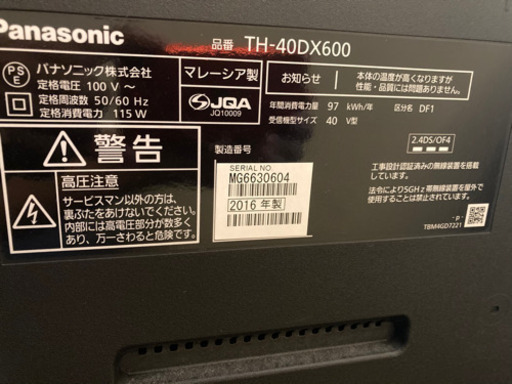 Panasonic
品番 TH-40DX600
PS
E
パナソニック株式会社
定格電圧 100 V～
定格周波数 50/60 Hz
定格消費電力 115 W
マレーシア製
JQA
JQ10009
お知らせ
本体の温度が高くなりますが
性能・品質には問題ありません。
年間消費電力量 97 kWh/年 区分名 DF1
受信機型サイズ 40 V型
警告
高圧注意
サービスマン以外の方は、
裏ぶたをあけないでください。
内部には高電圧部分が数多く
あり、万一さわると危険です。
製造番号
SERIAL NO.
MG6630604
2016 年製
2.4DS/OF4
工事設計認証済みの無線装置を搭載
しています。
法令により5GHz帯無線装置を屋外で
使用することは禁止されています。
- P -
TBM4GD7221